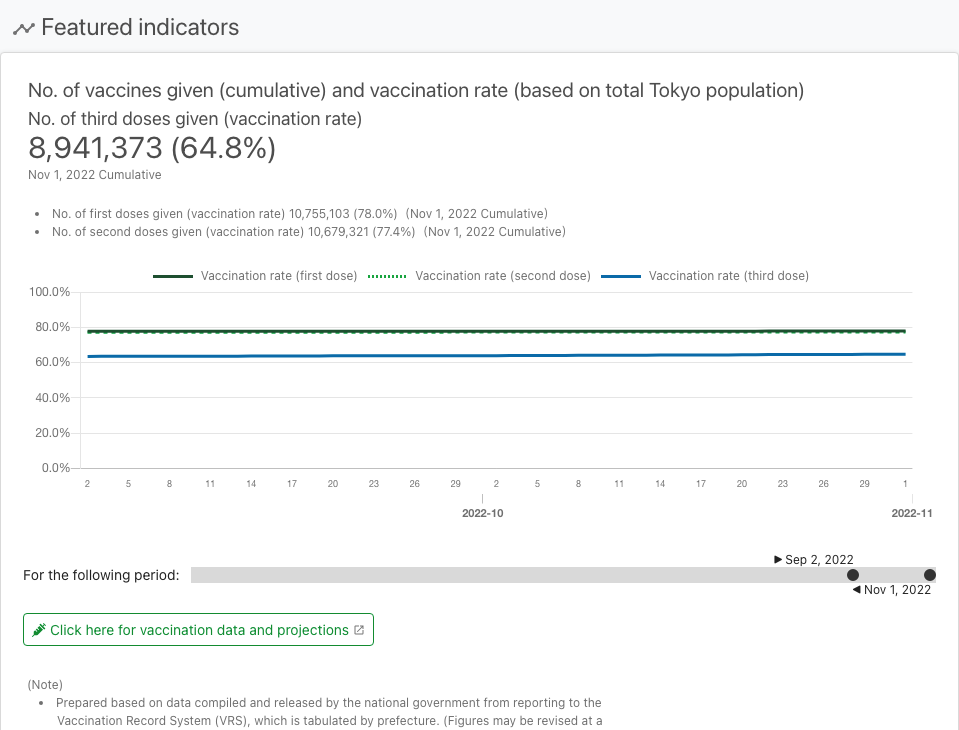 Featured indicators
No. of vaccines given (cumulative) and vaccination rate (based on total Tokyo population)
No. of third doses given (vaccination rate)
8,941,373 (64.8%)
Nov 1, 2022 Cumulative
• No. of first doses given (vaccination rate) 10,755,103 (78.0%) (Nov 1, 2022 Cumulative)
• No. of second doses given (vaccination rate) 10,679,321 (77.4%) (Nov 1, 2022 Cumulative)
Vaccination rate (first dose) Vaccination rate (second dose) Vaccination rate (third dose)
100.0%
80.0%
60.0%
40.0%
20.0%
0.0%
2 5 8 11 14 17 20 23 26 29 2 5 8 11 14 17 20 23 26 29 1
2022-10 2022-11
▶ Sep 2, 2022
For the following period:
◀ Nov 1, 2022
Click here for vaccination data and projections
(Note)
• Prepared based on data compiled and released by the national government from reporting to the
Vaccination Record System (VRS), which is tabulated by prefecture. (Figures may be revised at a